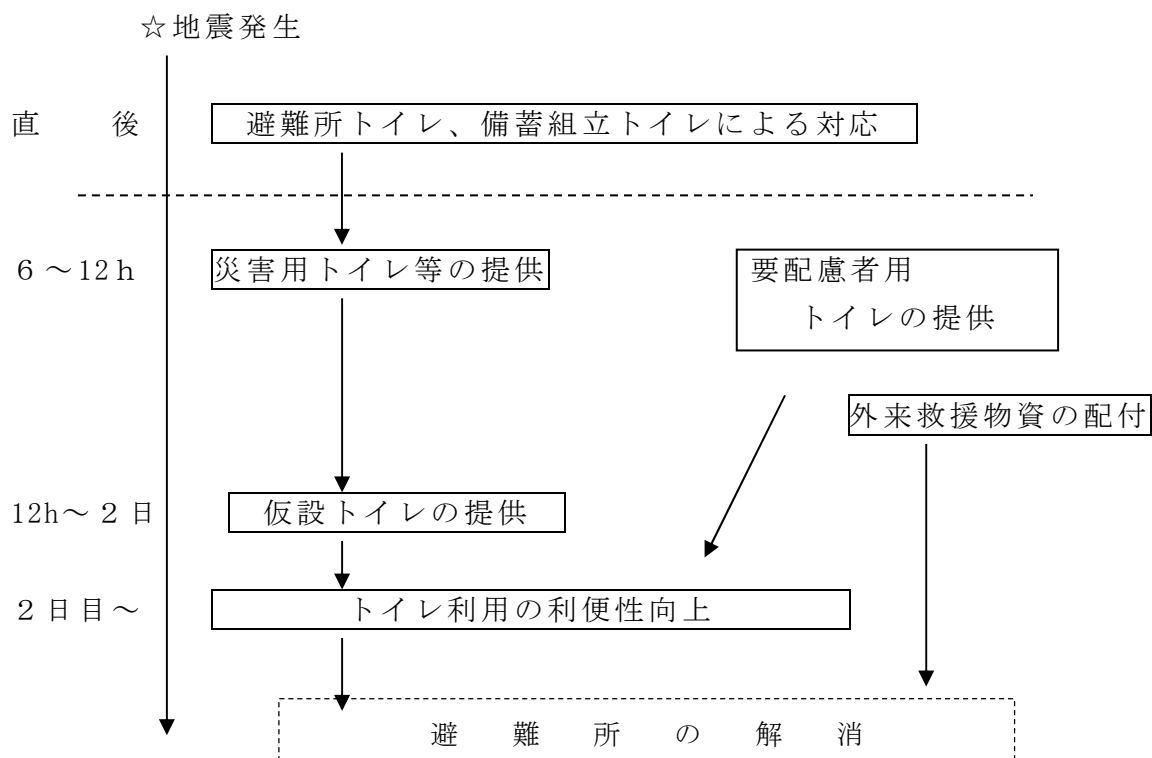 ☆地震発生
直後
避難所トイレ、備蓄組立トイレによる対応
6～12h
災害用トイレ等の提供
要配慮者用
トイレの提供
外来救援物資の配付
12h～2日
仮設トイレの提供
2日目～
トイレ利用の利便性向上
避難所の解消